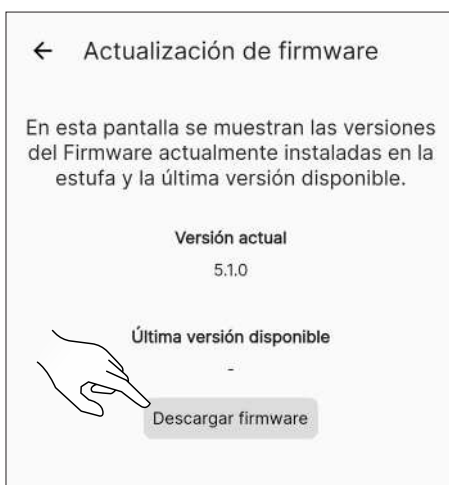 ← Actualización de firmware
En esta pantalla se muestran las versiones
del Firmware actualmente instaladas en la
estufa y la última versión disponible.
Versión actual
5.1.0
Última versión disponible
-
Descargar firmware